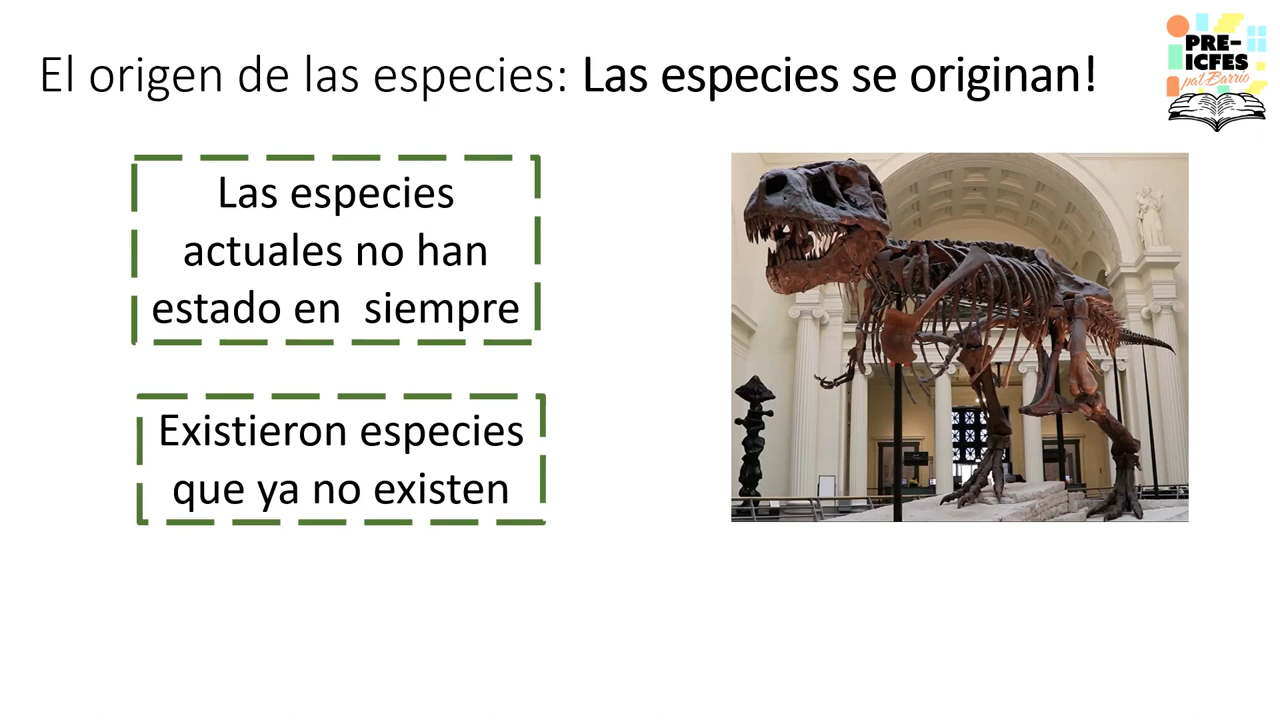 El origen de las especies: Las especies se originan!
PRE-
ICFES
pa'l Barrio
Las especies
actuales no han
estado en  siempre
Existieron especies
que ya no existen